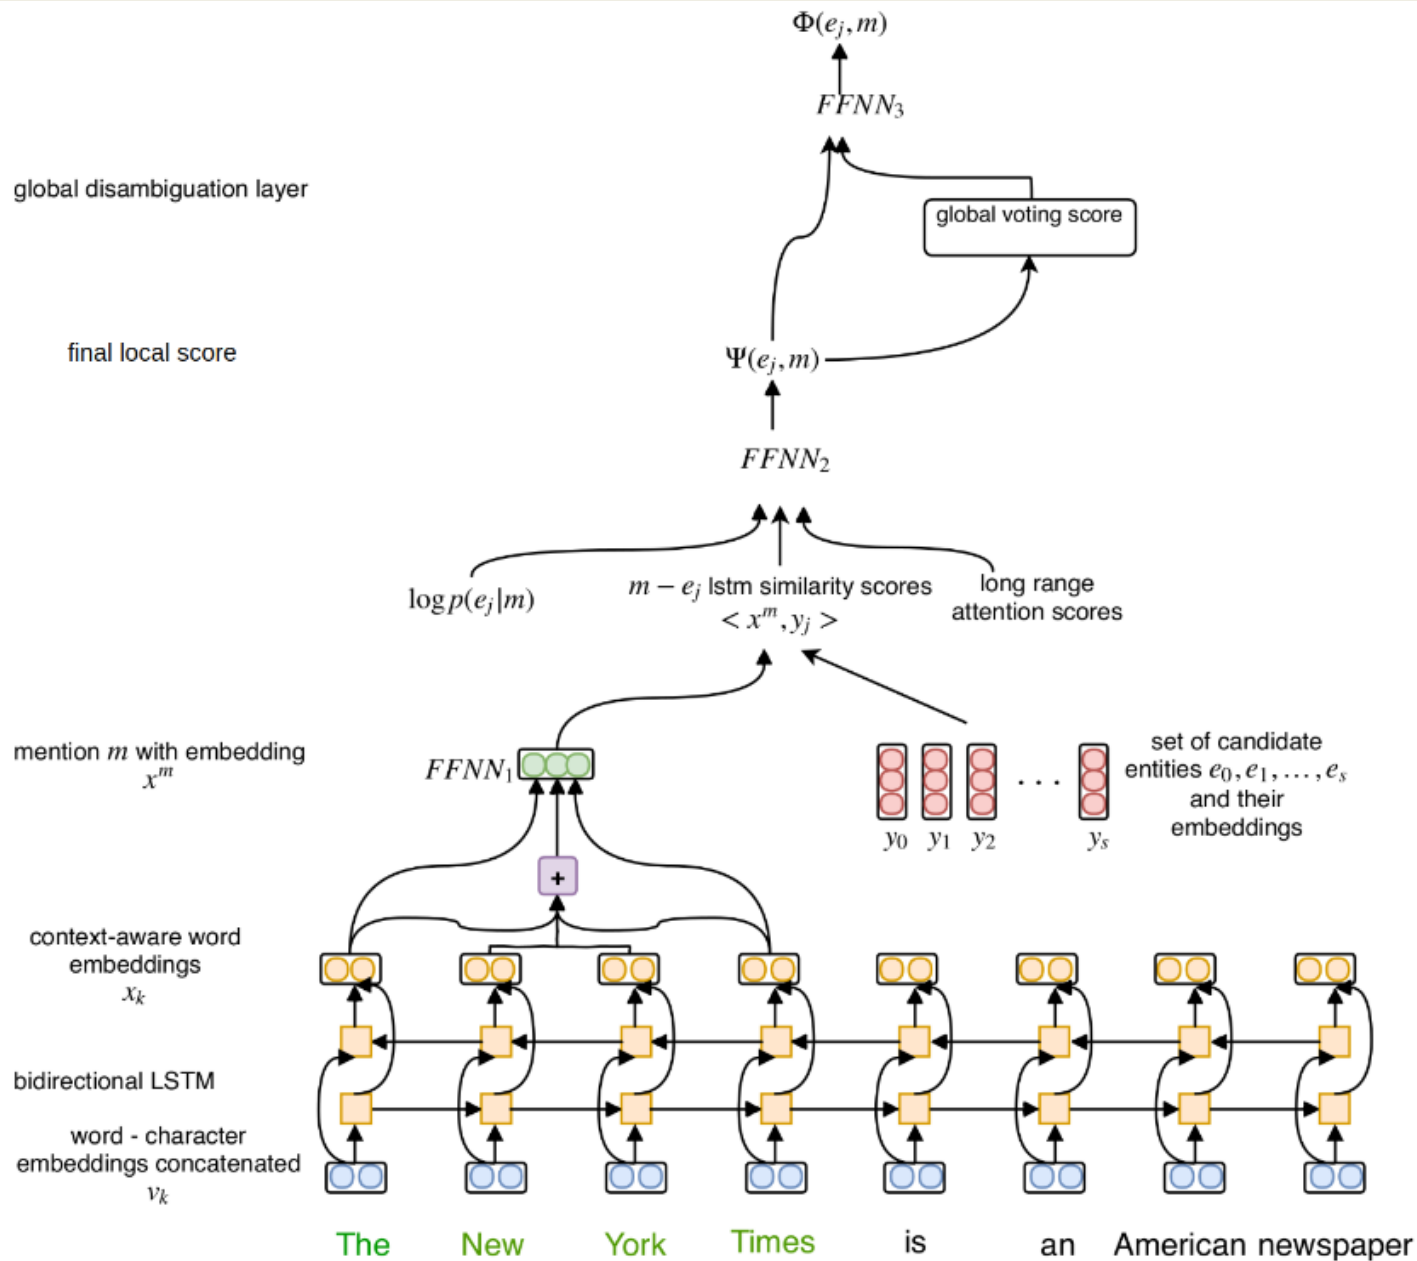 Φ(e_j, m)
FFNN_3
global disambiguation layer
global voting score
final local score
Ψ(e_j, m)
FFNN_2
log p(e_j|m)
m − e_j lstm similarity scores
< x^m, y_j >
long range
attention scores
mention m with embedding
x^m
FFNN_1
. . .
set of candidate
entities e_0, e_1, ..., e_s
and their
embeddings
y_0 y_1 y_2 y_s
+
context-aware word
embeddings
x_k
bidirectional LSTM
word - character
embeddings concatenated
v_k
The New York Times is an American newspaper